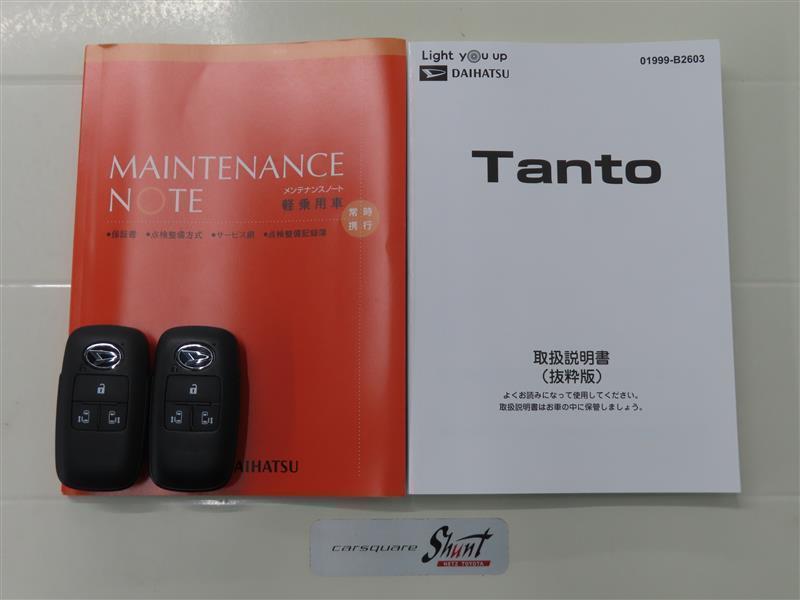 MAINTENANCE
NOTE
メンテナンスノート
軽乗用車
常時
携行
●保証書 ●点検整備方式 ●サービス網 ●点検整備記録簿
AIHATSU
Light you up
DAIHATSU
01999-B2603
Tanto
取扱説明書
(抜粋版)
よくお読みになって使用してください。
取扱説明書はお車の中に保管しましょう。
carsquare Shunt
NETZ TOYOTA